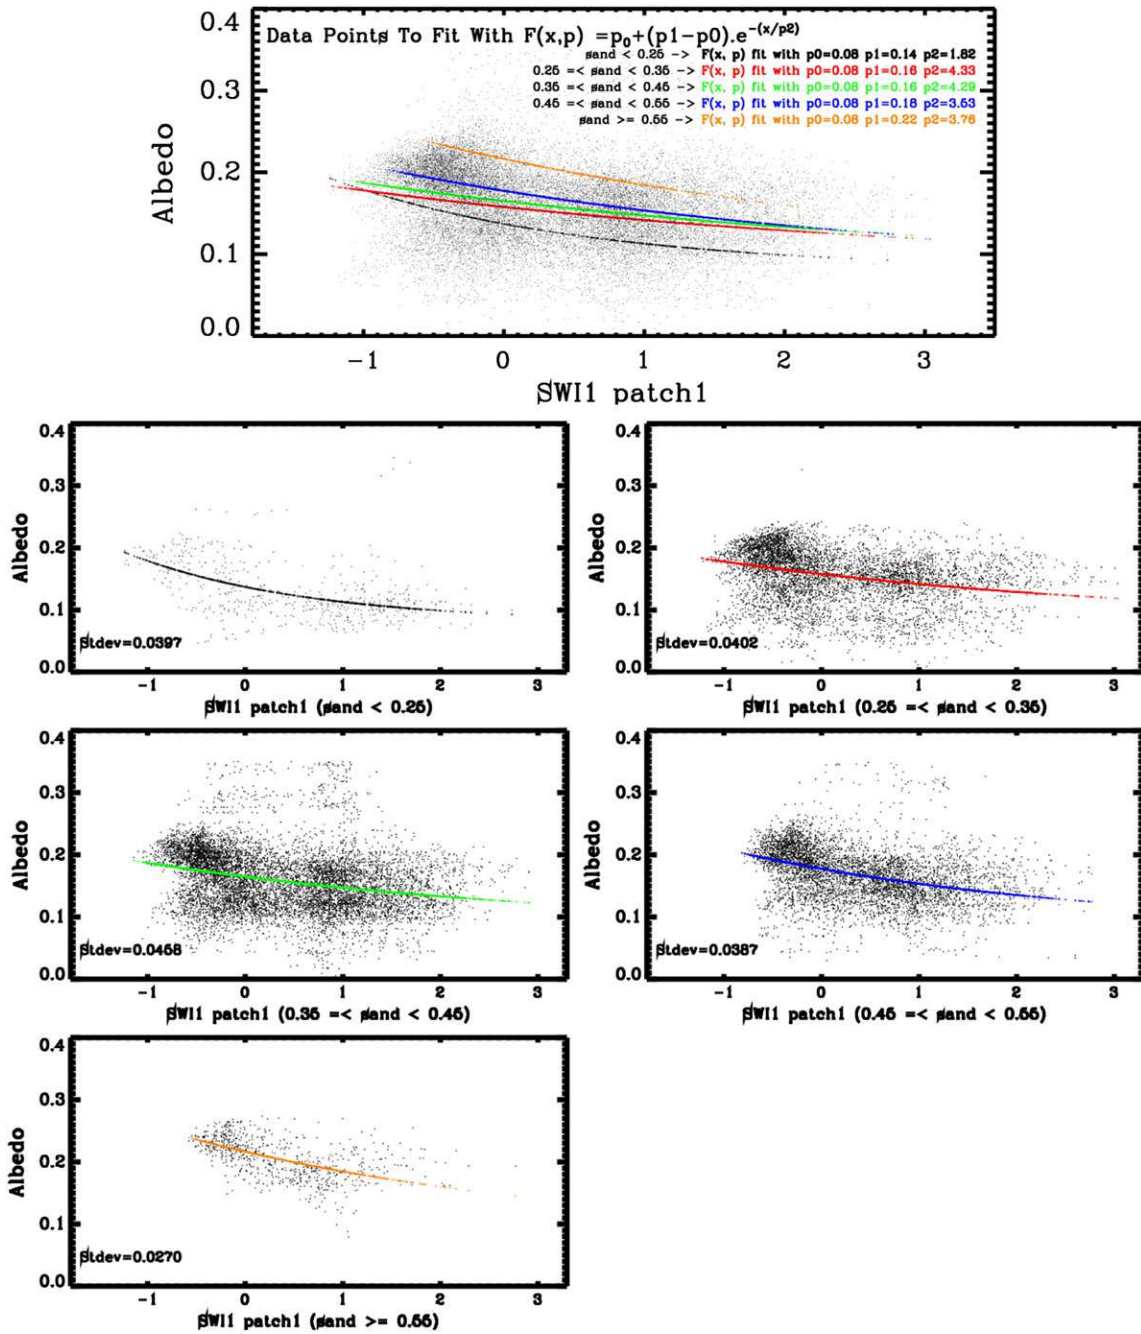 Data Points To Fit With F(x,p) =p0+(p1-p0).e-(x/p2)
sand < 0.25 -> F(x, p) fit with p0=0.08 p1=0.14 p2=1.82
0.25 =< sand < 0.35 -> F(x, p) fit with p0=0.08 p1=0.16 p2=4.33
0.35 =< sand < 0.45 -> F(x, p) fit with p0=0.08 p1=0.16 p2=4.29
0.45 =< sand < 0.55 -> F(x, p) fit with p0=0.08 p1=0.18 p2=3.53
sand >= 0.55 -> F(x, p) fit with p0=0.08 p1=0.22 p2=3.76
0.4
0.3
0.2
0.1
0.0
Albedo
-1 0 1 2 3
SWI1 patch1
0.4
0.3
0.2
0.1
0.0
Albedo
Stdev=0.0397
-1 0 1 2 3
SWI1 patch1 (sand < 0.25)
0.4
0.3
0.2
0.1
0.0
Albedo
Stdev=0.0402
-1 0 1 2 3
SWI1 patch1 (0.25 =< sand < 0.35)
0.4
0.3
0.2
0.1
0.0
Albedo
Stdev=0.0458
-1 0 1 2 3
SWI1 patch1 (0.35 =< sand < 0.45)
0.4
0.3
0.2
0.1
0.0
Albedo
Stdev=0.0387
-1 0 1 2 3
SWI1 patch1 (0.45 =< sand < 0.55)
0.4
0.3
0.2
0.1
0.0
Albedo
Stdev=0.0270
-1 0 1 2 3
SWI1 patch1 (sand >= 0.55)